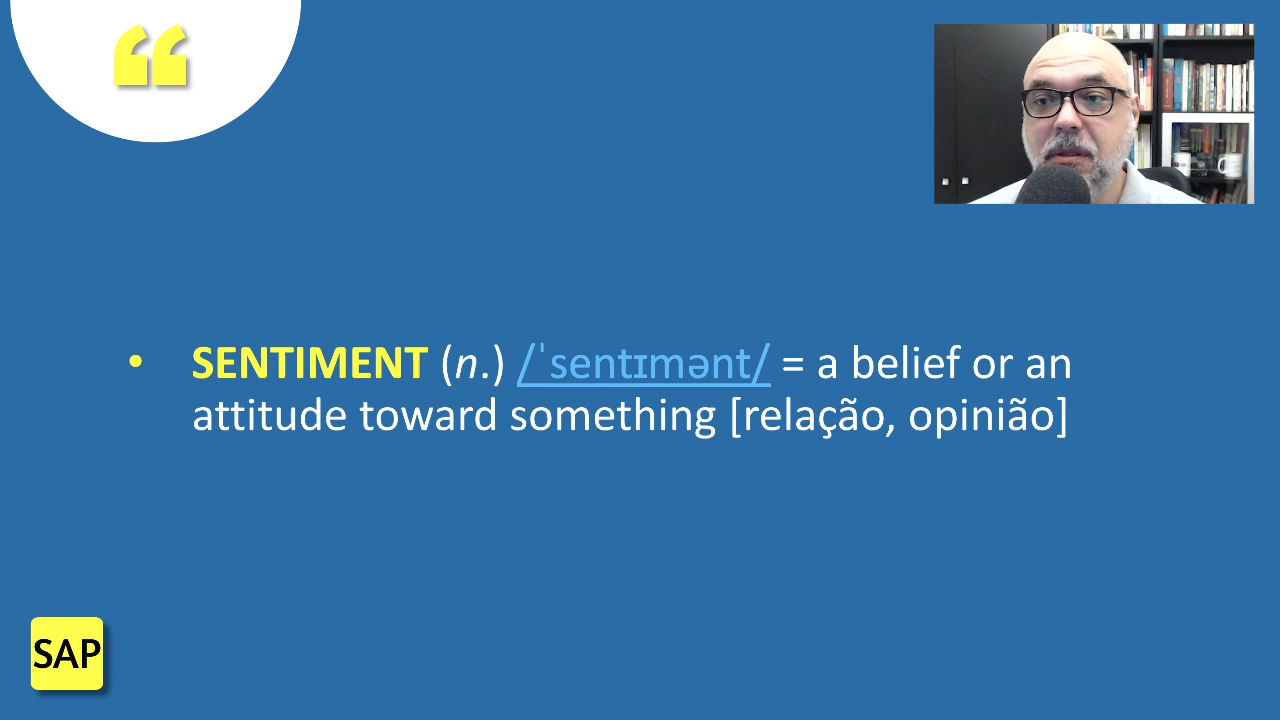 “
• SENTIMENT (n.) /ˈsentɪmənt/ = a belief or an
attitude toward something [relação, opinião]
SAP